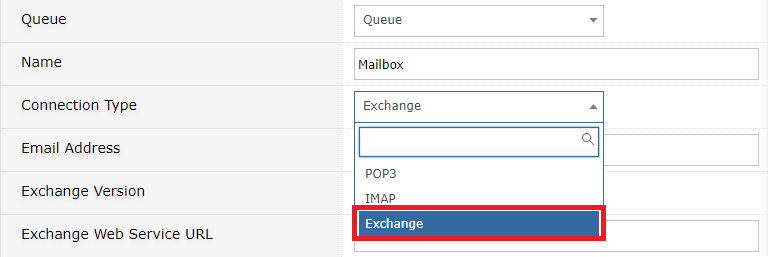 Queue Queue
Name Mailbox
Connection Type Exchange
Email Address
POP3
Exchange Version
IMAP
Exchange
Exchange Web Service URL